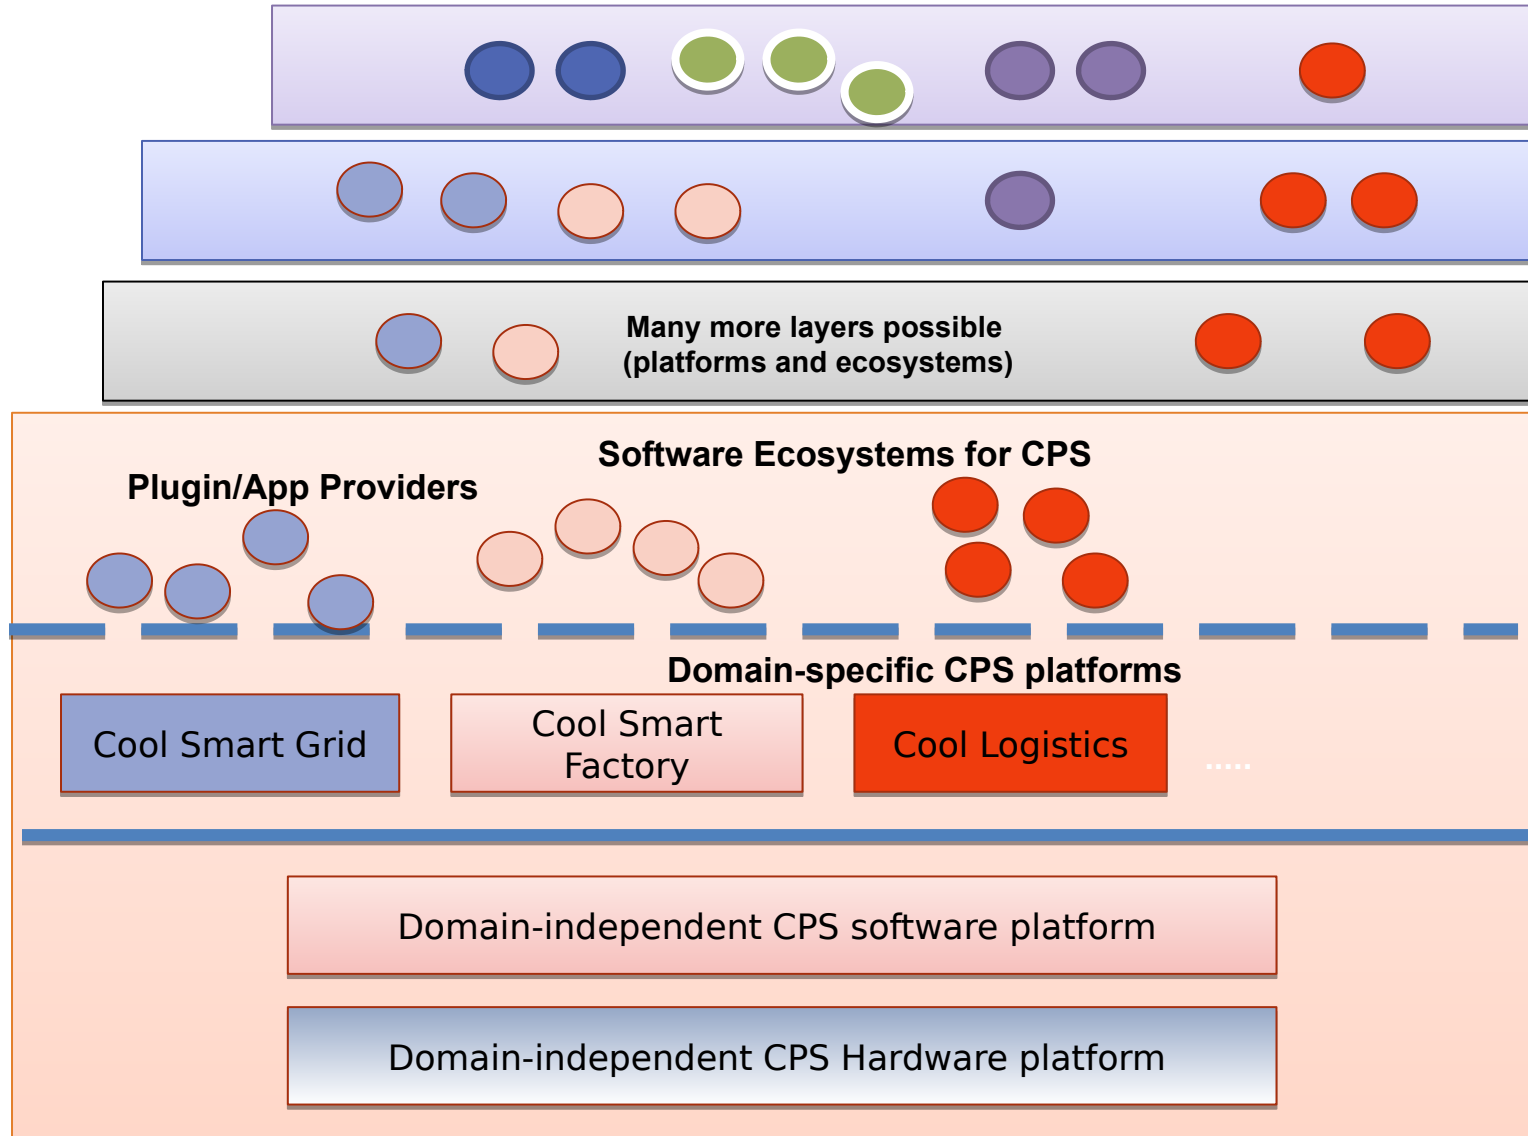 Many more layers possible
(platforms and ecosystems)
Software Ecosystems for CPS
Plugin/App Providers
Domain-specific CPS platforms
Cool Smart Grid
Cool Smart
Factory
Cool Logistics
.....
Domain-independent CPS software platform
Domain-independent CPS Hardware platform